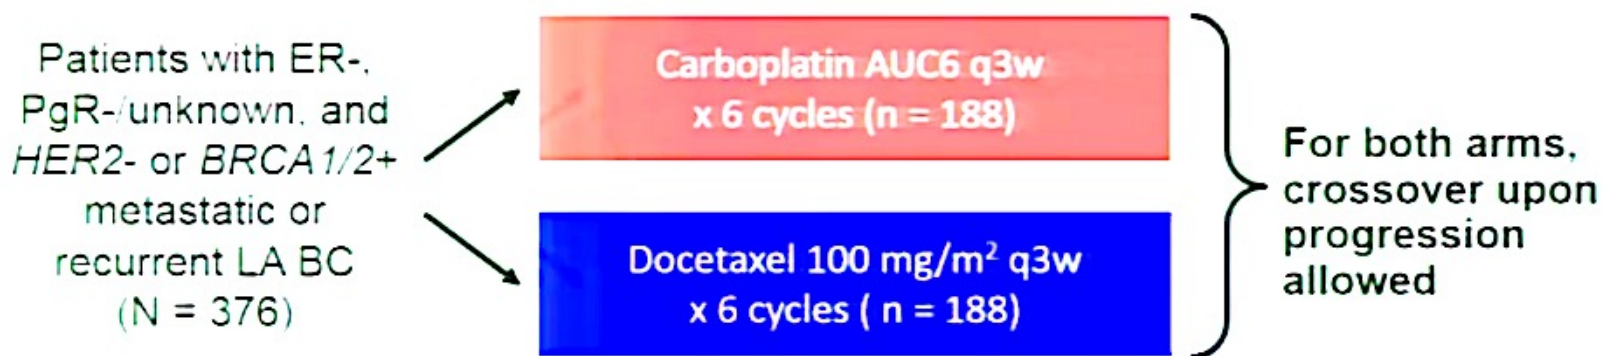 Patients with ER-,
PgR-/unknown, and
HER2- or BRCA1/2+
metastatic or
recurrent LA BC
(N = 376)
Carboplatin AUC6 q3w
x 6 cycles (n = 188)
Docetaxel 100 mg/m² q3w
x 6 cycles ( n = 188)
For both arms,
crossover upon
progression
allowed